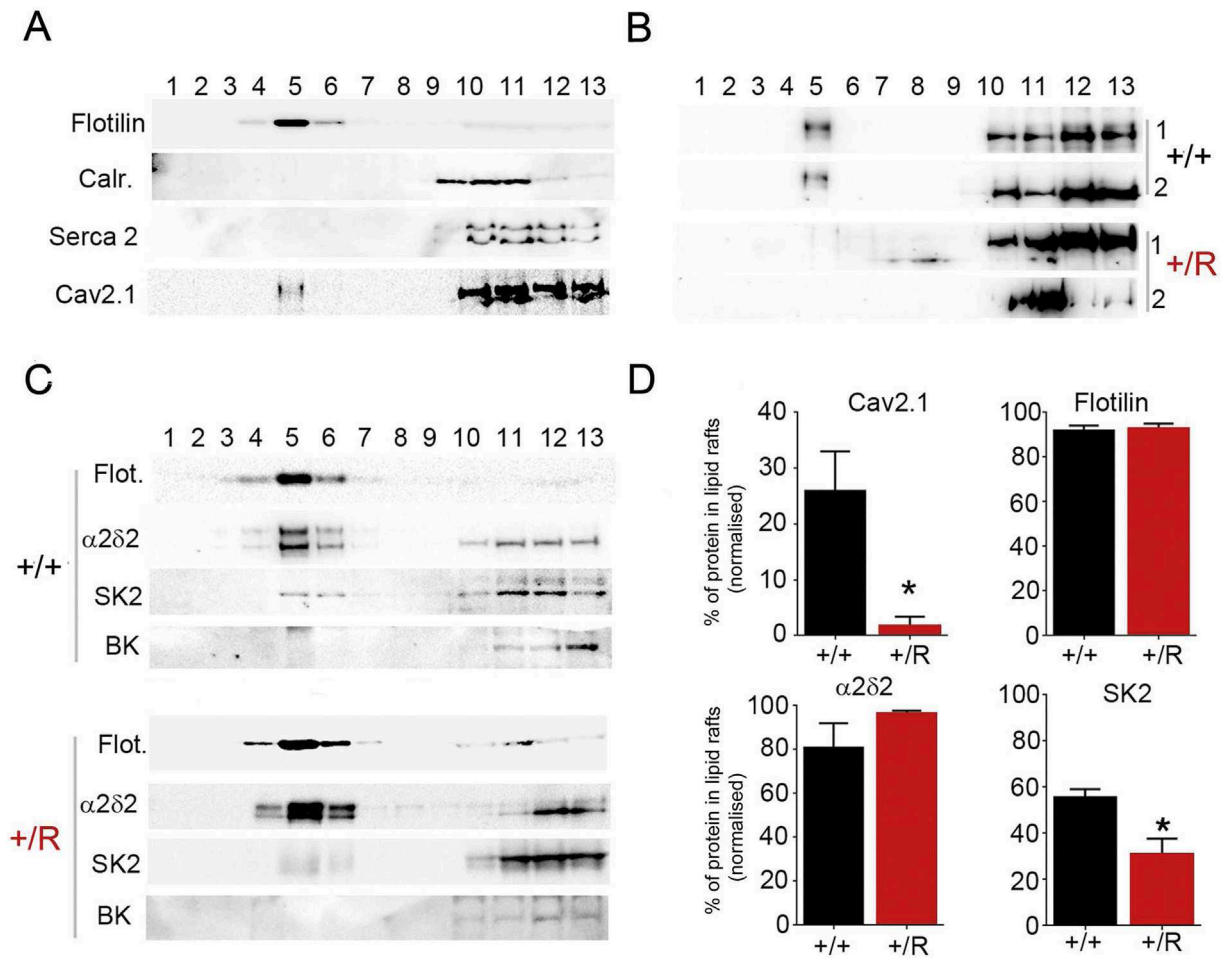 A
1 2 3 4 5 6 7 8 9 10 11 12 13
Flotilin
Calr.
Serca 2
Cav2.1
B
1 2 3 4 5 6 7 8 9 10 11 12 13
1
2
+/+
1
2
+/R
C
1 2 3 4 5 6 7 8 9 10 11 12 13
+/+
Flot.
α2δ2
SK2
BK
+/R
Flot.
α2δ2
SK2
BK
D
Cav2.1
% of protein in lipid rafts
(normalised)
40
30
20
10
0
*
+/+ +/R
Flotilin
100
80
60
40
20
0
+/+ +/R
α2δ2
% of protein in lipid rafts
(normalised)
100
80
60
40
20
0
+/+ +/R
SK2
100
80
60
40
20
0
*
+/+ +/R